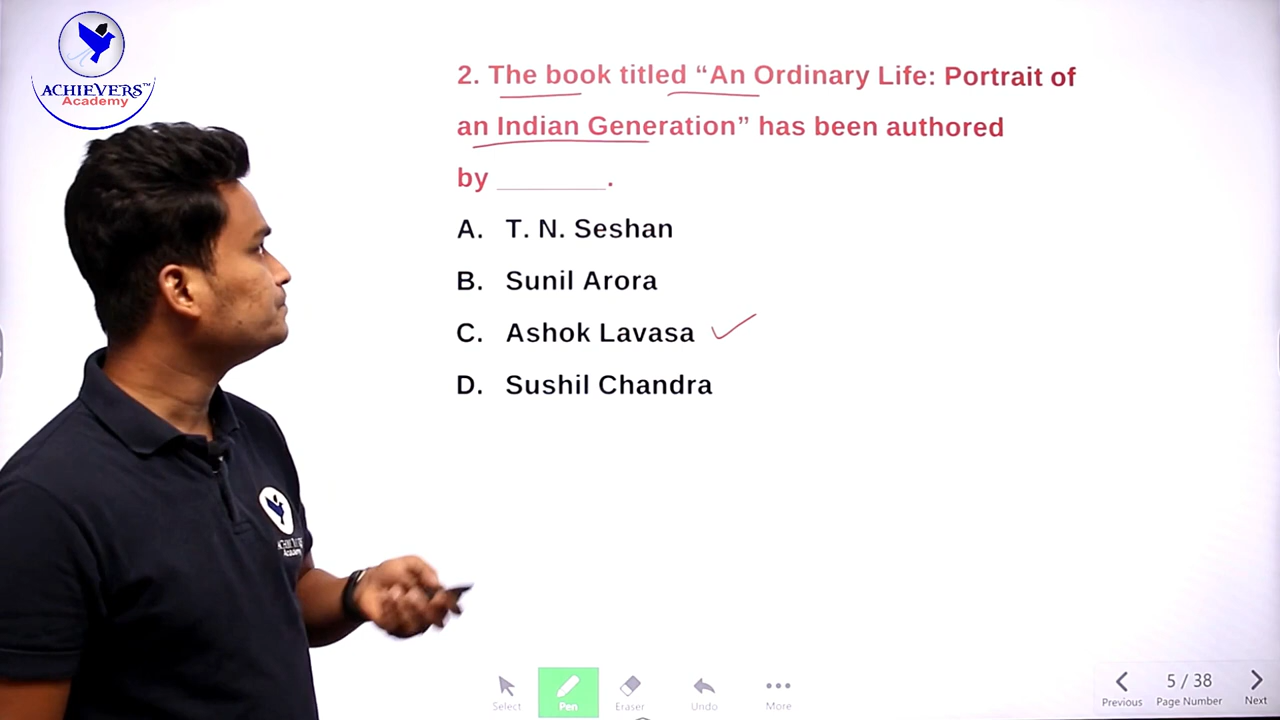 ACHIEVERS™
Academy
2. The book titled “An Ordinary Life: Portrait of
an Indian Generation” has been authored
by ________.
A. T. N. Seshan
B. Sunil Arora
C. Ashok Lavasa
D. Sushil Chandra
Academy
Select Pen Eraser Undo More
Previous 5 / 38 Page Number Next